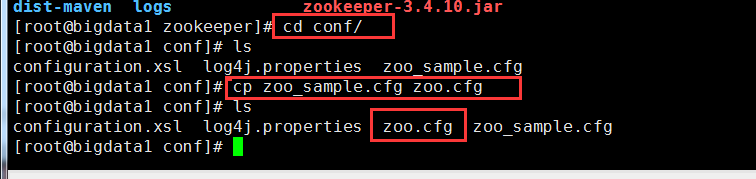 dist-maven logs zookeeper-3.4.10.jar
[root@bigdata1 zookeeper]# cd conf/
[root@bigdata1 conf]# ls
configuration.xsl log4j.properties zoo_sample.cfg
[root@bigdata1 conf]# cp zoo_sample.cfg zoo.cfg
[root@bigdata1 conf]# ls
configuration.xsl log4j.properties zoo.cfg zoo_sample.cfg
[root@bigdata1 conf]#